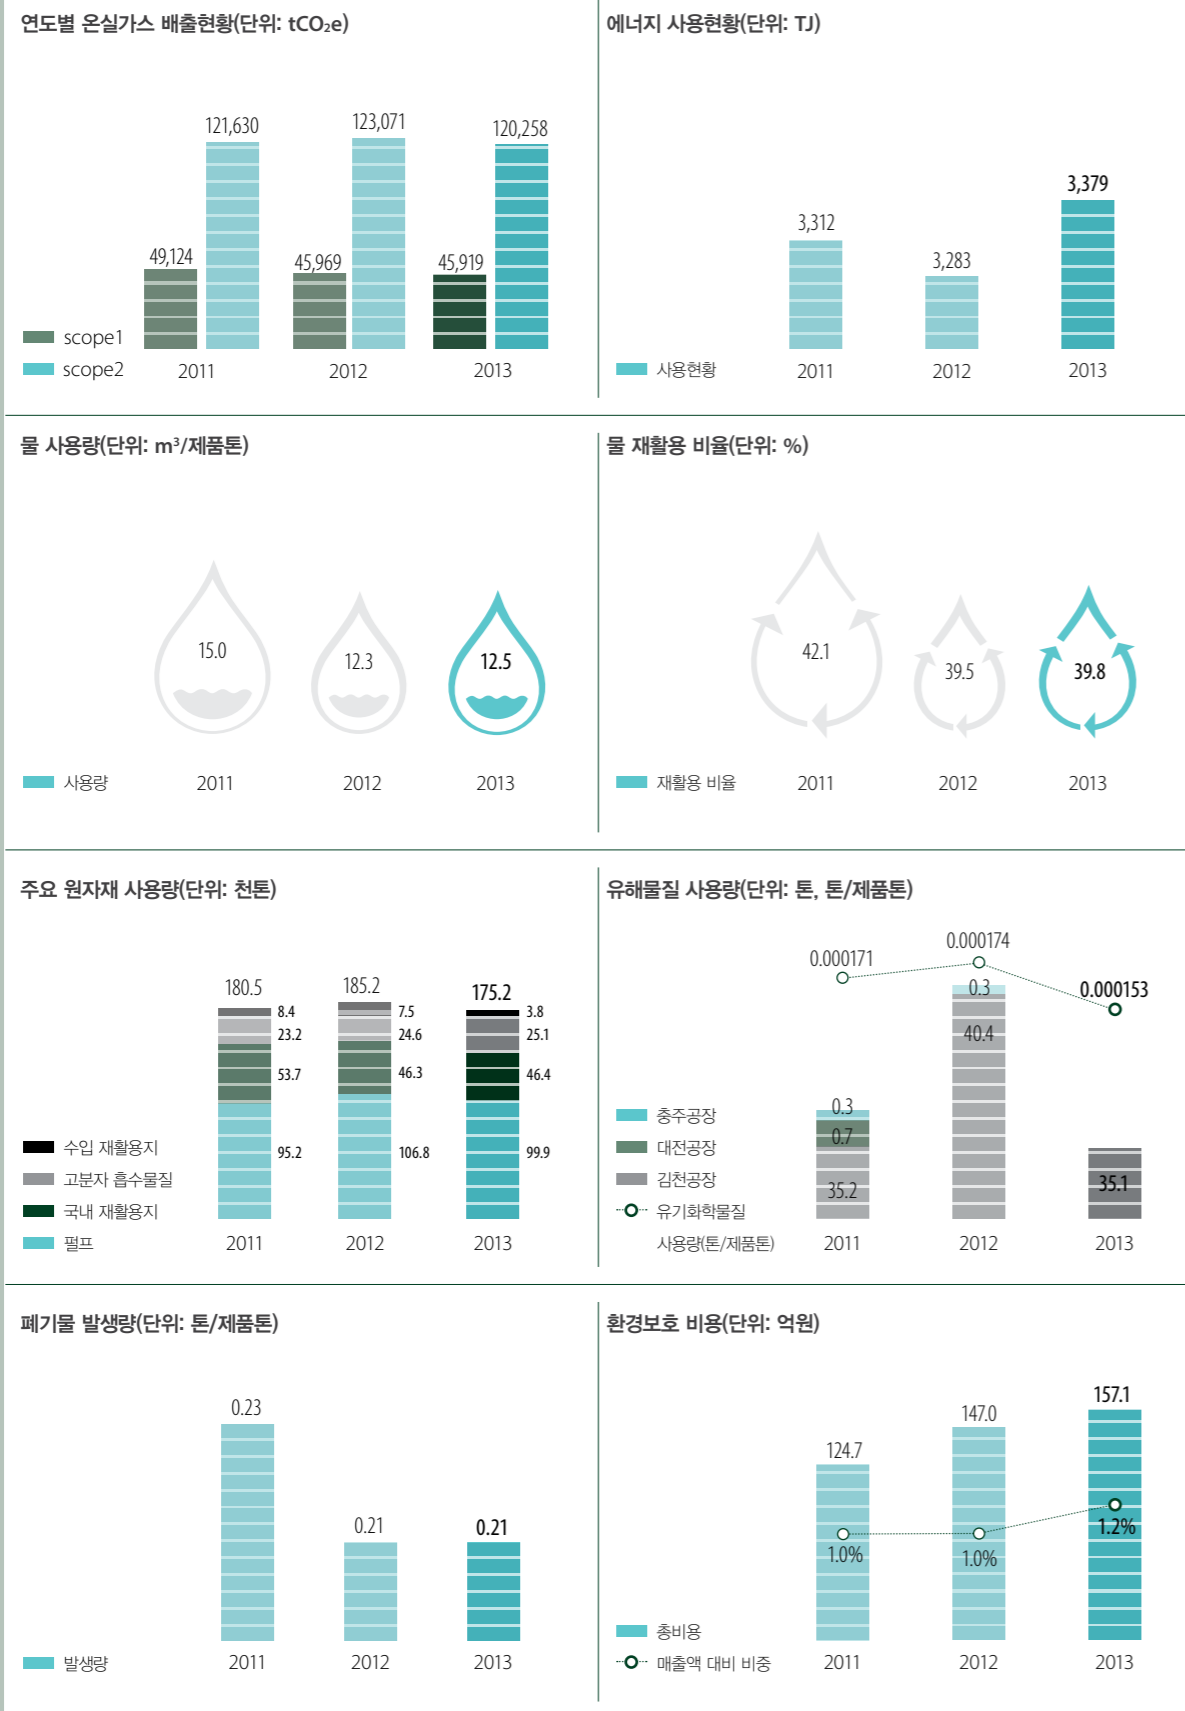 연도별 온실가스 배출현황(단위: tCO₂e)
121,630
123,071
120,258
49,124
45,969
45,919
scope1
scope2
2011
2012
2013
에너지 사용현황(단위: TJ)
3,312
3,283
3,379
사용현황
2011
2012
2013
물 사용량(단위: m³/제품톤)
15.0
12.3
12.5
사용량
2011
2012
2013
물 재활용 비율(단위: %)
42.1
39.5
39.8
재활용 비율
2011
2012
2013
주요 원자재 사용량(단위: 천톤)
180.5
185.2
175.2
8.4
7.5
3.8
23.2
24.6
25.1
53.7
46.3
46.4
95.2
106.8
99.9
수입 재활용지
고분자 흡수물질
국내 재활용지
펄프
2011
2012
2013
유해물질 사용량(단위: 톤, 톤/제품톤)
0.000171
0.000174
0.000153
0.3
40.4
0.3
0.7
35.2
35.1
충주공장
대전공장
김천공장
유기화학물질
사용량(톤/제품톤)
2011
2012
2013
폐기물 발생량(단위: 톤/제품톤)
0.23
0.21
0.21
발생량
2011
2012
2013
환경보호 비용(단위: 억원)
124.7
147.0
157.1
1.0%
1.0%
1.2%
총비용
매출액 대비 비중
2011
2012
2013